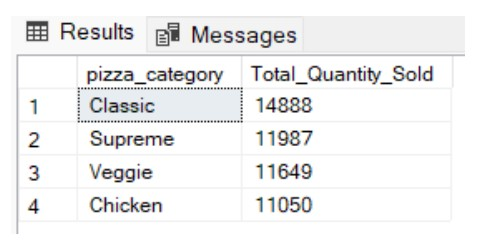 Results Messages
pizza_category Total_Quantity_Sold
1 Classic 14888
2 Supreme 11987
3 Veggie 11649
4 Chicken 11050